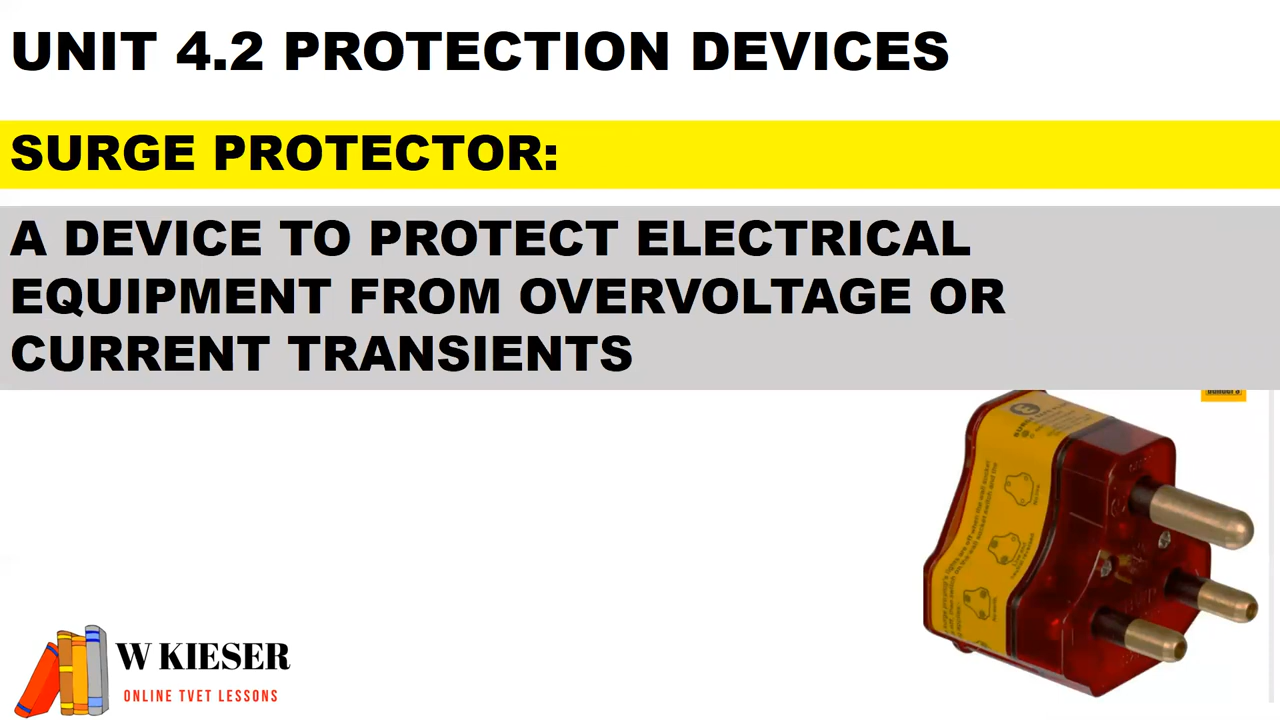 UNIT 4.2 PROTECTION DEVICES
SURGE PROTECTOR:
A DEVICE TO PROTECT ELECTRICAL
EQUIPMENT FROM OVERVOLTAGE OR
CURRENT TRANSIENTS
W KIESER
ONLINE TVET LESSONS